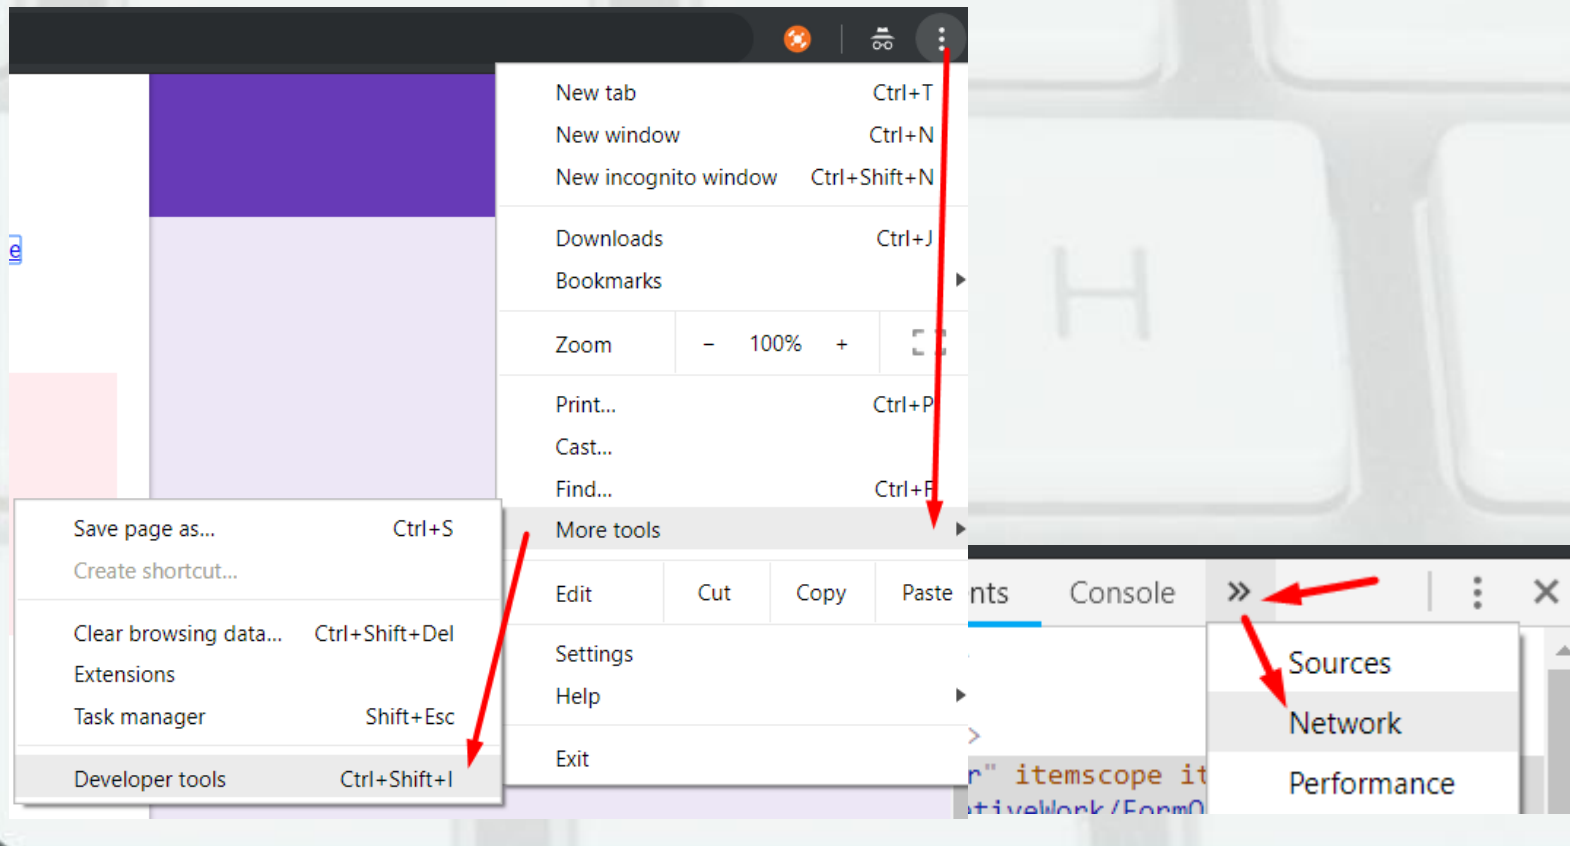 New tab Ctrl+T
New window Ctrl+N
New incognito window Ctrl+Shift+N
Downloads Ctrl+J
Bookmarks
Zoom - 100% +
Print... Ctrl+P
Cast...
Find... Ctrl+F
More tools
Edit Cut Copy Paste
Settings
Help
Exit
e
Save page as... Ctrl+S
Create shortcut...
Clear browsing data... Ctrl+Shift+Del
Extensions
Task manager Shift+Esc
Developer tools Ctrl+Shift+I
H
nts Console »
Sources
Network
Performance
>
r" itemscope it